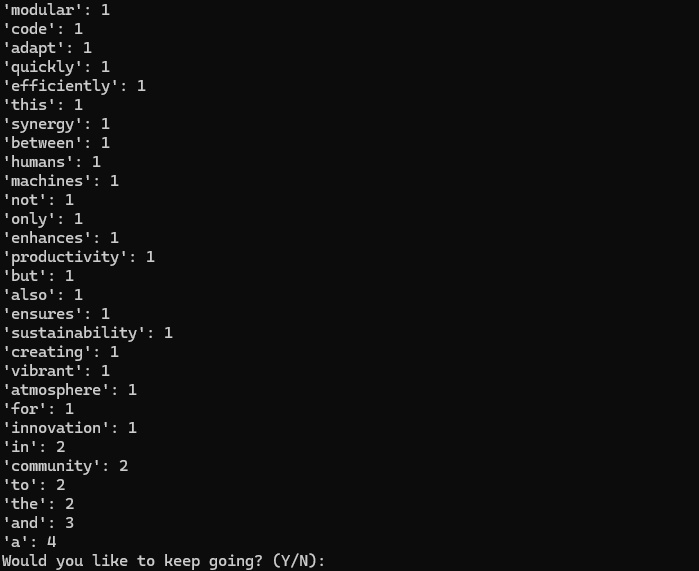 'modular': 1
'code': 1
'adapt': 1
'quickly': 1
'efficiently': 1
'this': 1
'synergy': 1
'between': 1
'humans': 1
'machines': 1
'not': 1
'only': 1
'enhances': 1
'productivity': 1
'but': 1
'also': 1
'ensures': 1
'sustainability': 1
'creating': 1
'vibrant': 1
'atmosphere': 1
'for': 1
'innovation': 1
'in': 2
'community': 2
'to': 2
'the': 2
'and': 3
'a': 4
Would you like to keep going? (Y/N):